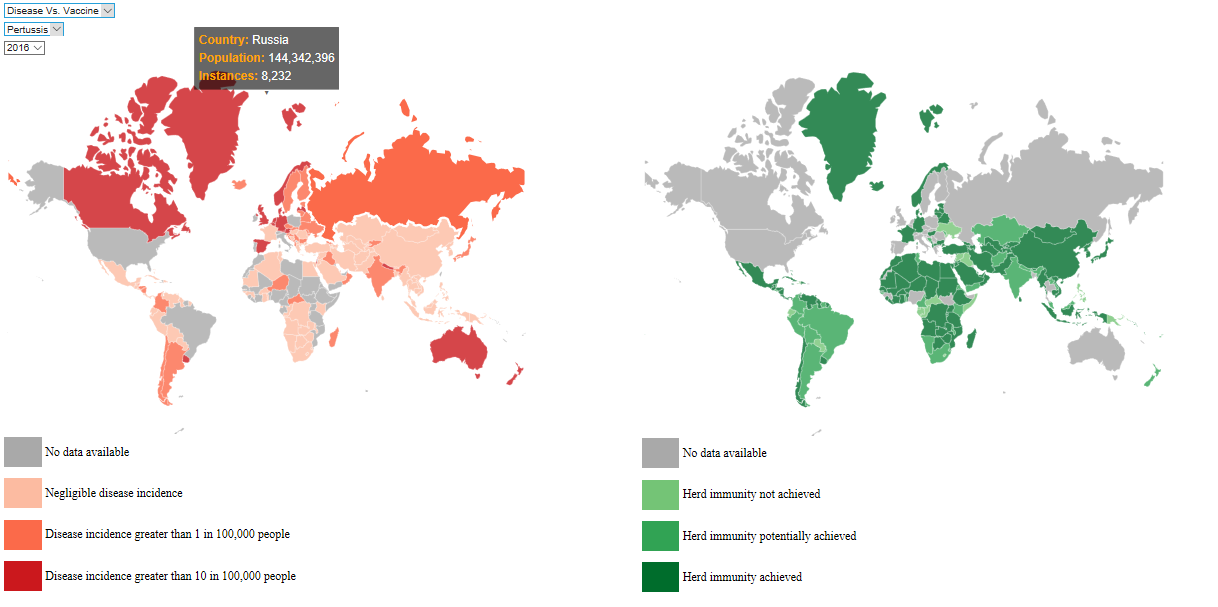 Disease Vs. Vaccine
Pertussis
2016
Country: Russia
Population: 144,342,396
Instances: 8,232
No data available
Negligible disease incidence
Disease incidence greater than 1 in 100,000 people
Disease incidence greater than 10 in 100,000 people
No data available
Herd immunity not achieved
Herd immunity potentially achieved
Herd immunity achieved